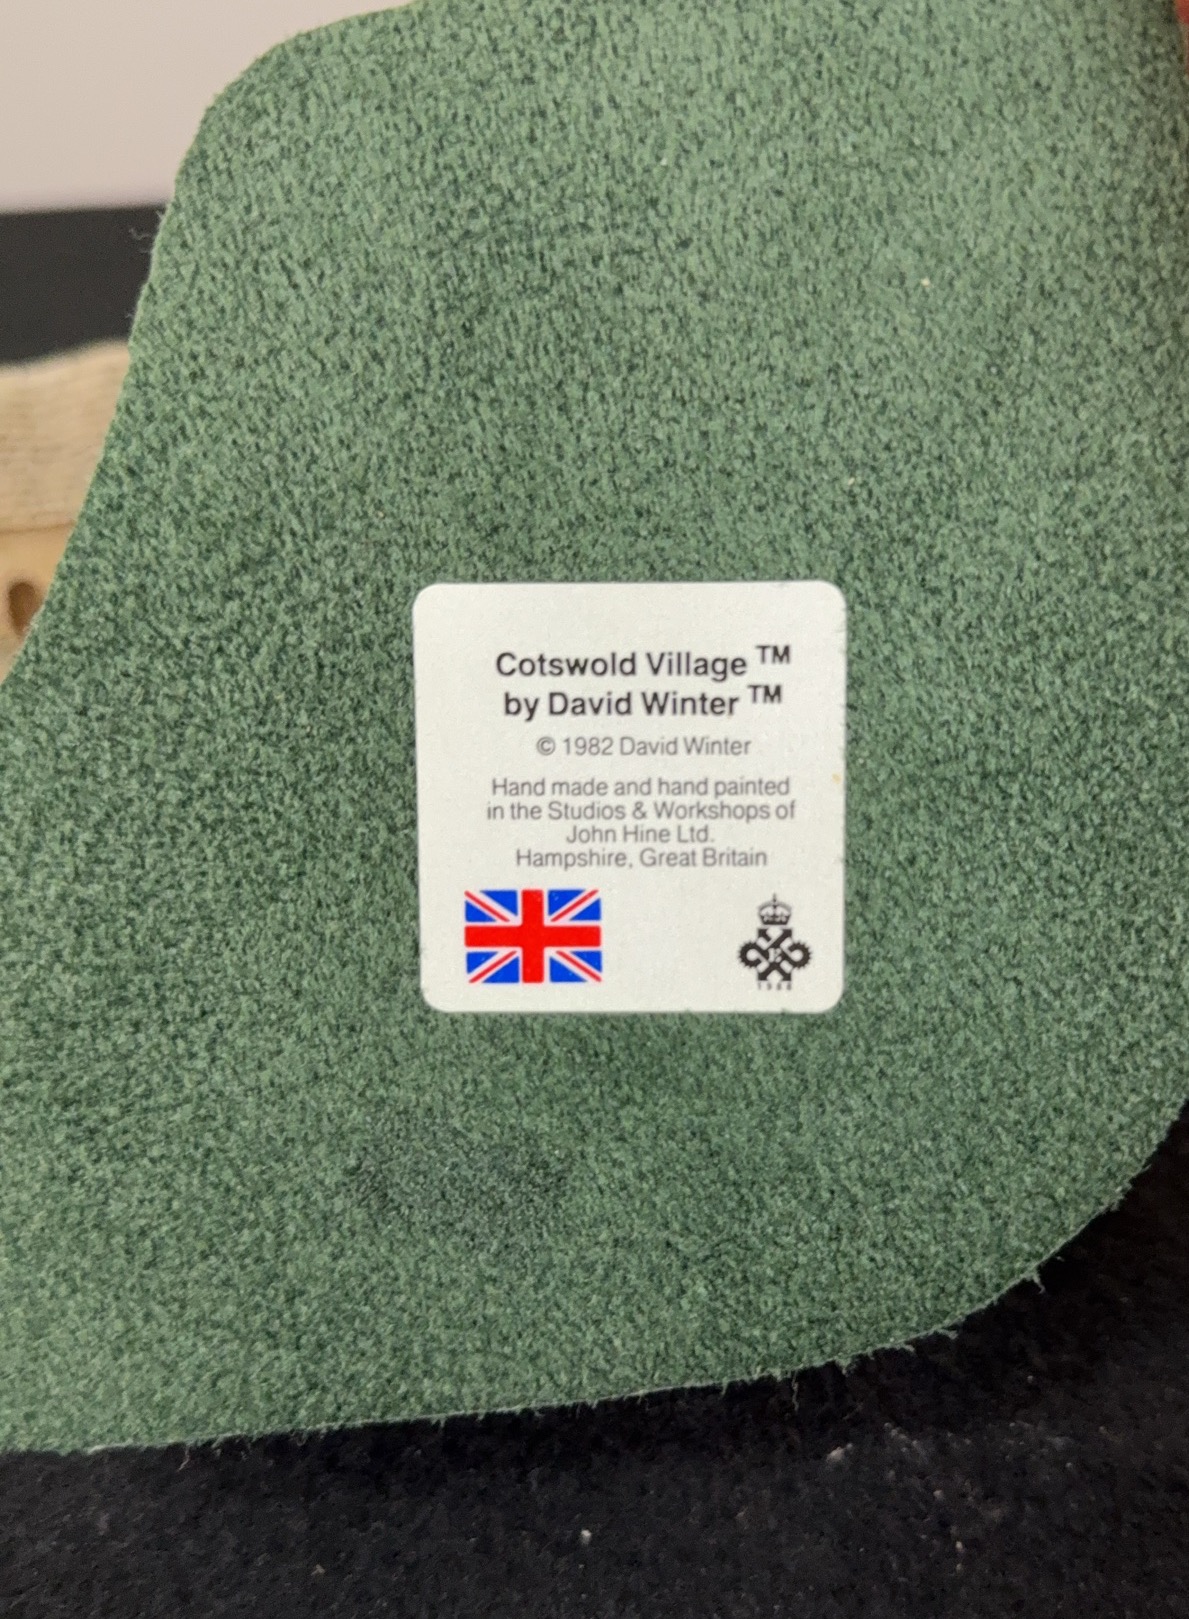 Cotswold Village ™
by David Winter ™
© 1982 David Winter
Hand made and hand painted
in the Studios & Workshops of
John Hine Ltd.
Hampshire, Great Britain